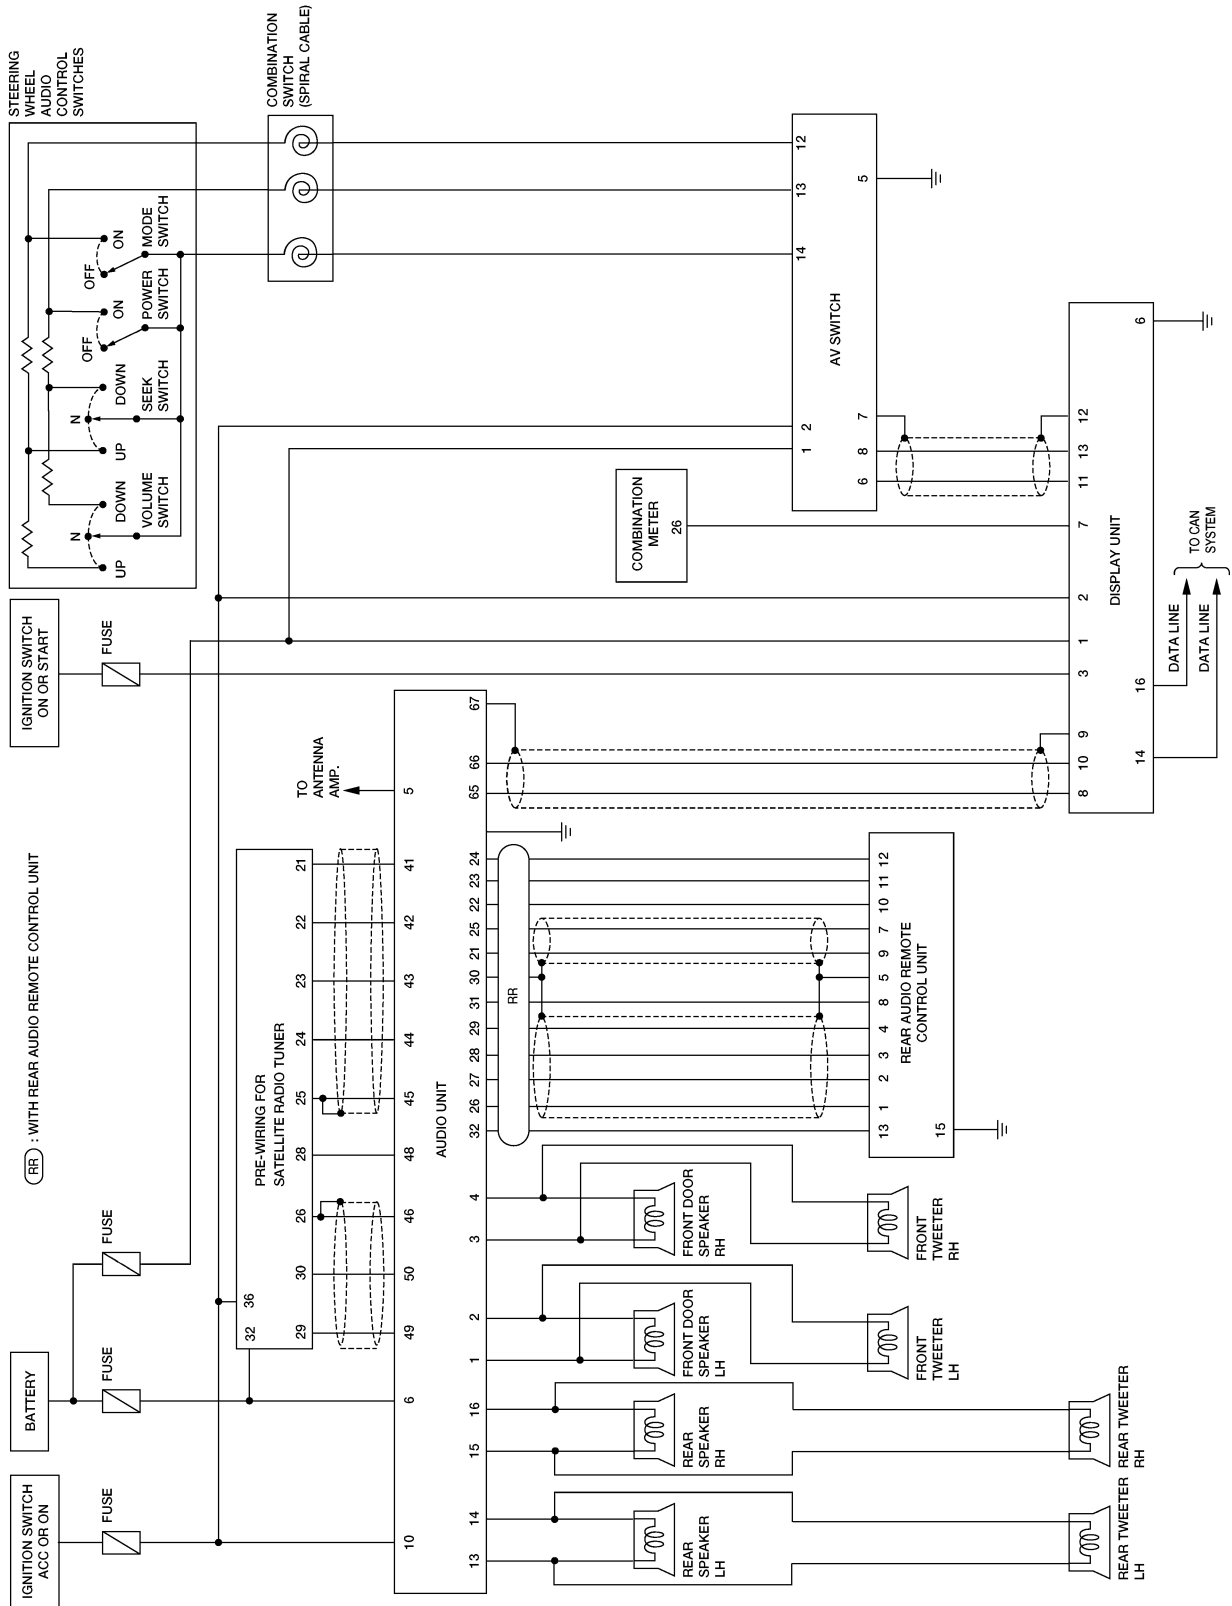 IGNITION SWITCH
ACC OR ON
BATTERY
IGNITION SWITCH
ON OR START
STEERING
WHEEL
AUDIO
CONTROL
SWITCHES
RR : WITH REAR AUDIO REMOTE CONTROL UNIT
FUSE
FUSE
FUSE
FUSE
UP
N
DOWN
VOLUME
SWITCH
UP
N
DOWN
SEEK
SWITCH
OFF
ON
POWER
SWITCH
OFF
ON
MODE
SWITCH
COMBINATION
SWITCH
(SPIRAL CABLE)
32
36
PRE-WIRING FOR
SATELLITE RADIO TUNER
29
30
26
28
25
24
23
22
21
TO
ANTENNA
AMP.
10
6
49
50
46
48
45
44
43
42
41
5
AUDIO UNIT
13
14
15
16
1
2
3
4
32
26
27
28
29
31
30
21
25
22
23
24
65
66
67
RR
COMBINATION
METER
26
1
2
14
13
12
AV SWITCH
6
8
7
5
REAR
SPEAKER
LH
REAR
SPEAKER
RH
FRONT DOOR
SPEAKER
LH
FRONT DOOR
SPEAKER
RH
13
1
2
3
4
8
5
9
7
10
11
12
REAR AUDIO REMOTE
CONTROL UNIT
15
FRONT
TWEETER
LH
FRONT
TWEETER
RH
8
10
9
3
1
2
7
11
13
12
6
DISPLAY UNIT
14
16
DATA LINE
DATA LINE
TO CAN
SYSTEM
REAR TWEETER
LH
REAR TWEETER
RH